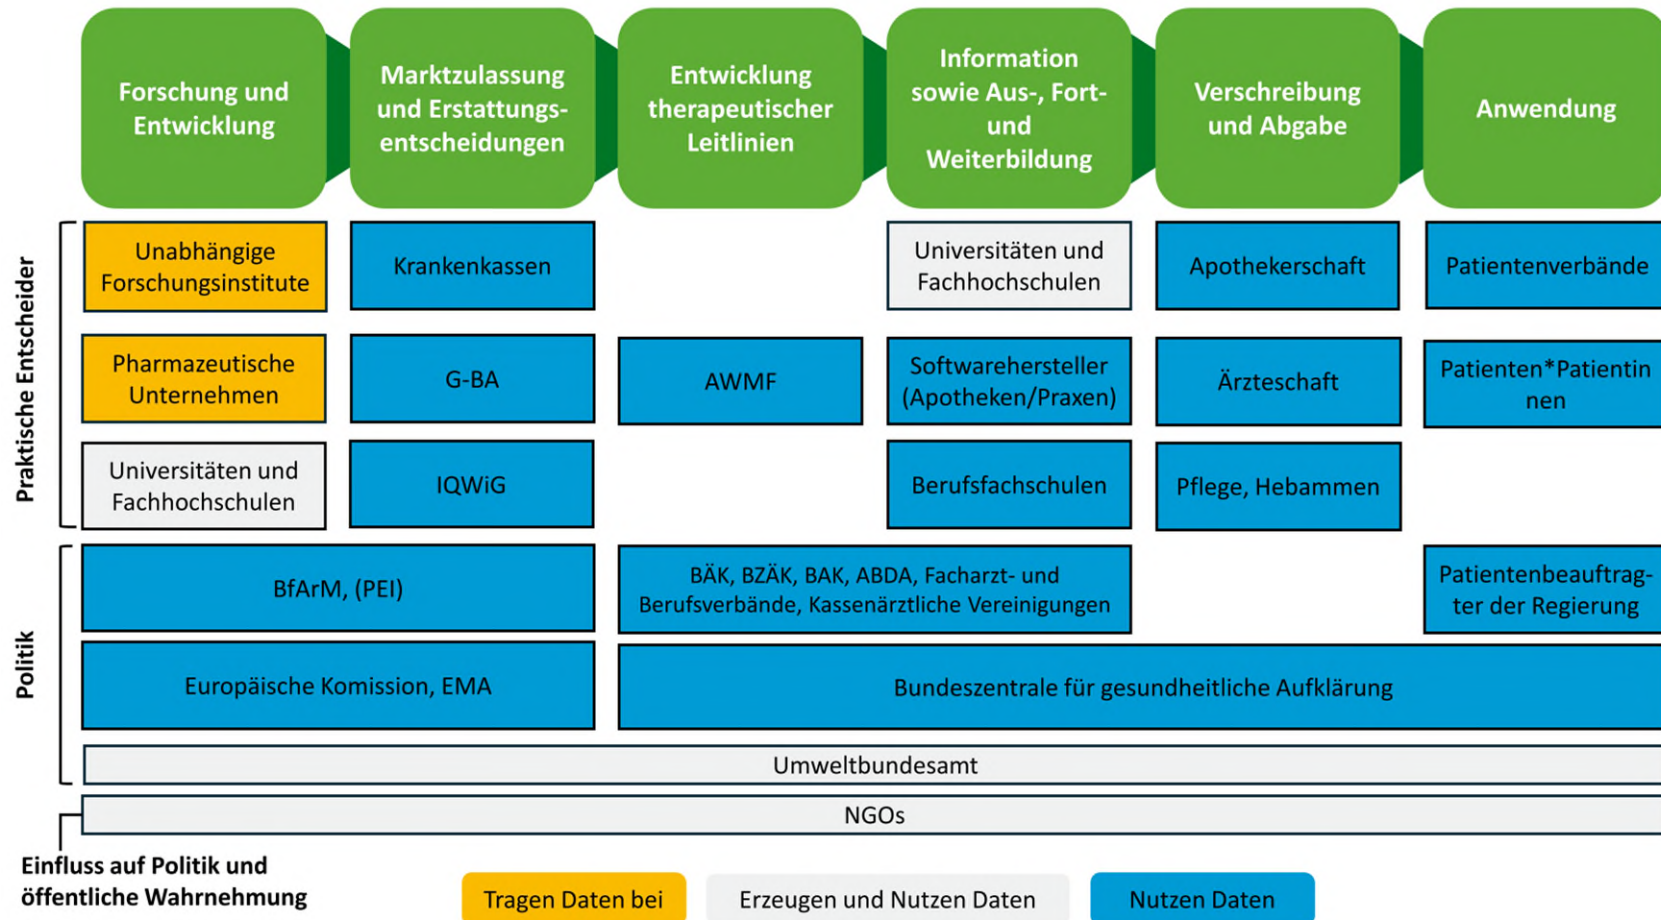 Forschung und
Entwicklung
Marktzulassung
und Erstattungs-
entscheidungen
Entwicklung
therapeutischer
Leitlinien
Information
sowie Aus-, Fort-
und
Weiterbildung
Verschreibung
und Abgabe
Anwendung
Praktische Entscheider
Unabhängige
Forschungsinstitute
Krankenkassen
Universitäten und
Fachhochschulen
Apothekerschaft
Patientenverbände
Pharmazeutische
Unternehmen
G-BA
AWMF
Softwarehersteller
(Apotheken/Praxen)
Ärzteschaft
Patienten*Patientin
nen
Universitäten und
Fachhochschulen
IQWiG
Berufsfachschulen
Pflege, Hebammen
Politik
BfArM, (PEI)
BÄK, BZÄK, BAK, ABDA, Facharzt- und
Berufsverbände, Kassenärztliche Vereinigungen
Patientenbeauftrag-
ter der Regierung
Europäische Komission, EMA
Bundeszentrale für gesundheitliche Aufklärung
Umweltbundesamt
NGOs
Einfluss auf Politik und
öffentliche Wahrnehmung
Tragen Daten bei
Erzeugen und Nutzen Daten
Nutzen Daten